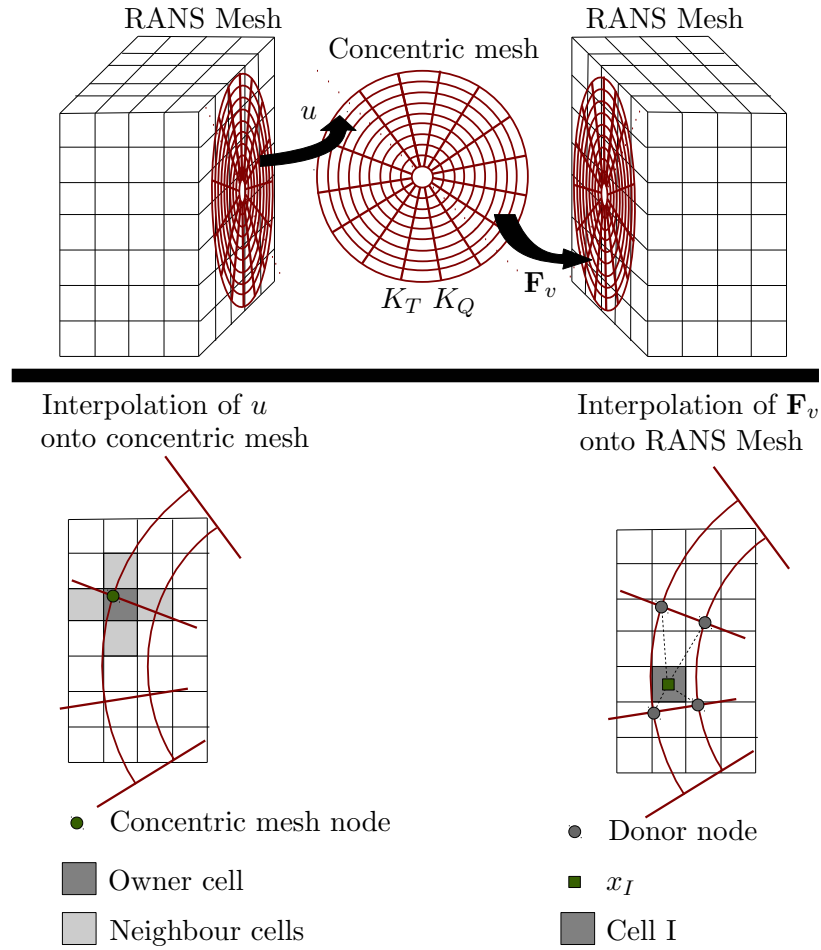 RANS Mesh
Concentric mesh
RANS Mesh
u
K_T K_Q
F_v
Interpolation of u
onto concentric mesh
Interpolation of F_v
onto RANS Mesh
Concentric mesh node
Owner cell
Neighbour cells
Donor node
x_I
Cell I